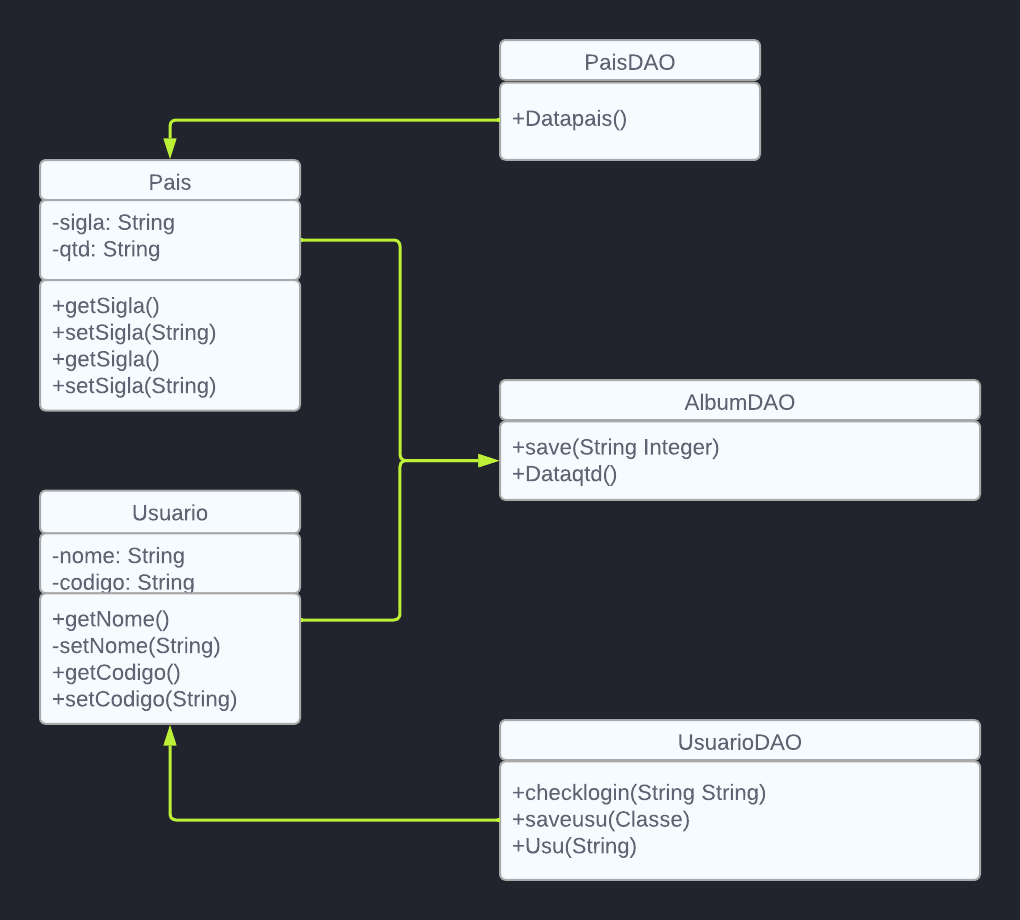 PaisDAO
+Datapais()
Pais
-sigla: String
-qtd: String
+getSigla()
+setSigla(String)
+getSigla()
+setSigla(String)
AlbumDAO
+save(String Integer)
+Dataqtd()
Usuario
-nome: String
-codigo: String
+getNome()
-setNome(String)
+getCodigo()
+setCodigo(String)
UsuarioDAO
+checklogin(String String)
+saveusu(Classe)
+Usu(String)